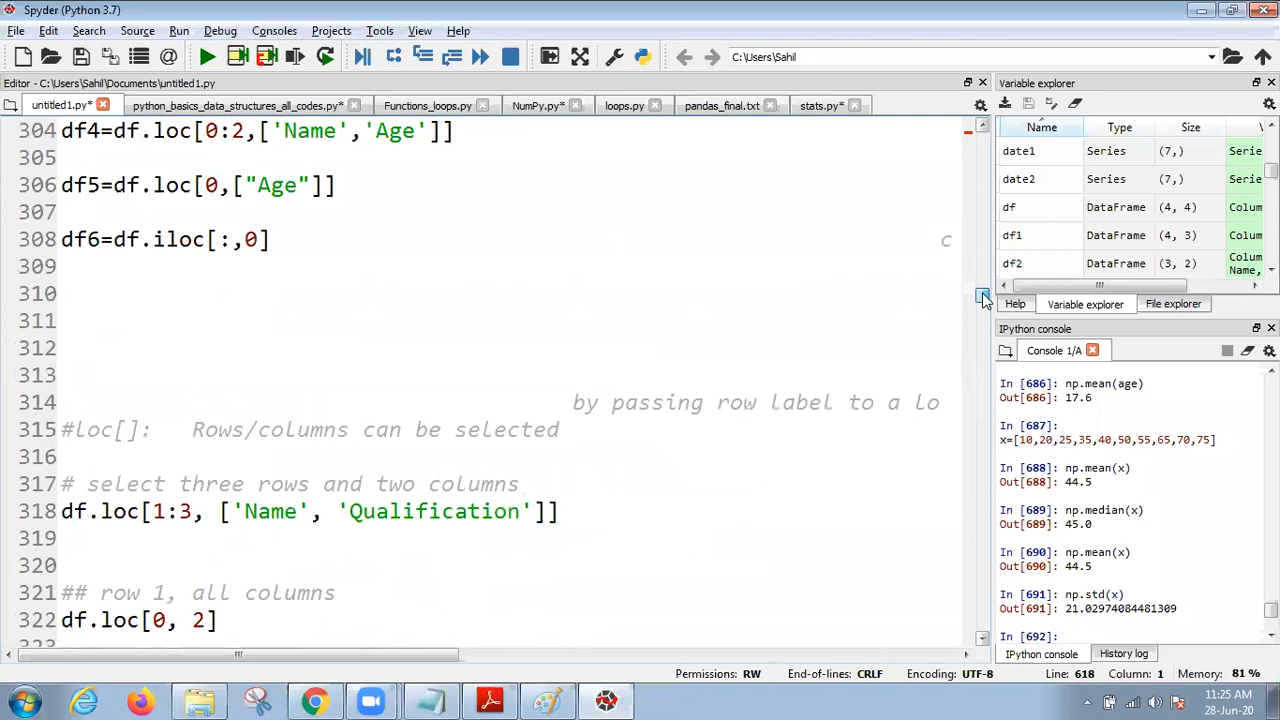 Spyder (Python 3.7)
File Edit Search Source Run Debug Consoles Projects Tools View Help
C:\Users\Sahil
Editor - C:\Users\Sahil\Documents\untitled1.py
untitled1.py* python_basics_data_structures_all_codes.py* Functions_loops.py NumPy.py* loops.py pandas_final.txt stats.py*
304 df4=df.loc[0:2,['Name','Age']]
305
306 df5=df.loc[0,["Age"]]
307
308 df6=df.iloc[:,0] c
309
310
311
312
313
314 by passing row label to a lo
315 #loc[]: Rows/columns can be selected
316
317 # select three rows and two columns
318 df.loc[1:3, ['Name', 'Qualification']]
319
320
321 ## row 1, all columns
322 df.loc[0, 2]
Variable explorer
Name Type Size
date1 Series (7,) Serie
date2 Series (7,) Serie
df DataFrame (4, 4) Colum
df1 DataFrame (4, 3) Colum
df2 DataFrame (3, 2) Colum
Name,
Help Variable explorer File explorer
IPython console
Console 1/A
In [686]: np.mean(age)
Out[686]: 17.6
In [687]:
x=[10,20,25,35,40,50,55,65,70,75]
In [688]: np.mean(x)
Out[688]: 44.5
In [689]: np.median(x)
Out[689]: 45.0
In [690]: np.mean(x)
Out[690]: 44.5
In [691]: np.std(x)
Out[691]: 21.02974084481309
In [692]:
IPython console History log
Permissions: RW End-of-lines: CRLF Encoding: UTF-8 Line: 618 Column: 1 Memory: 81 %
11:25 AM
28-Jun-20